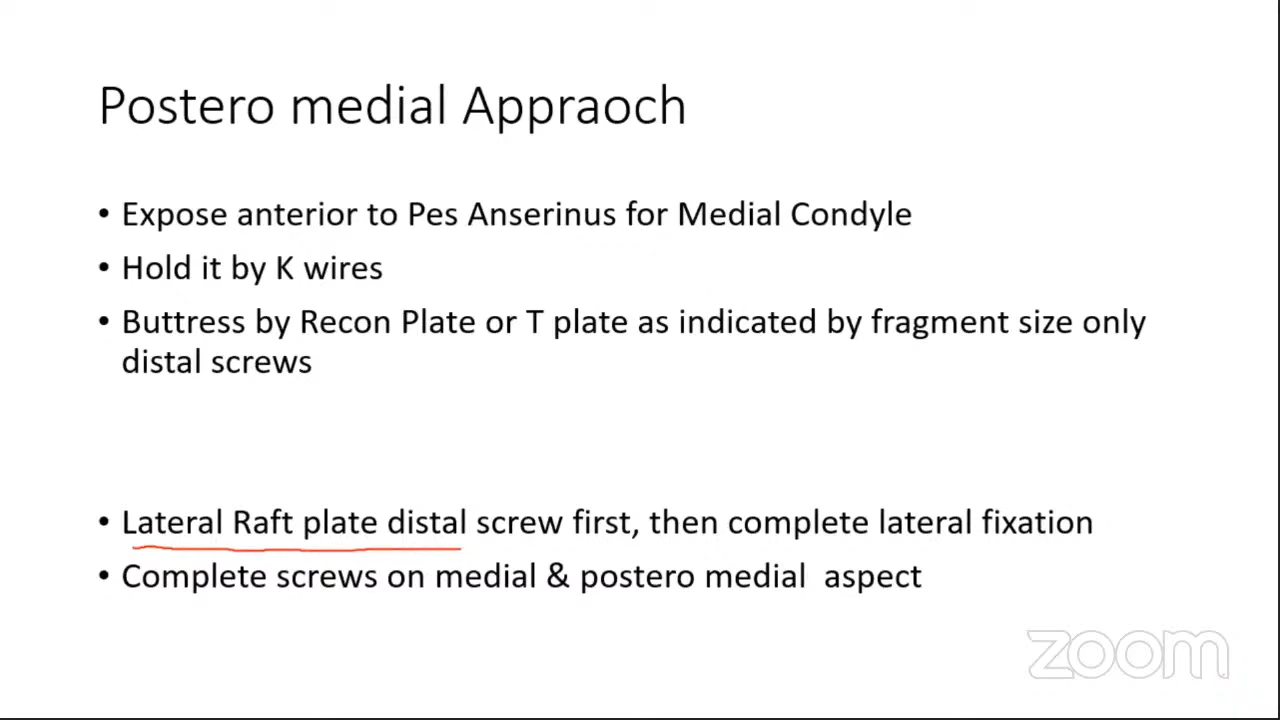 Postero medial Appraoch
• Expose anterior to Pes Anserinus for Medial Condyle
• Hold it by K wires
• Buttress by Recon Plate or T plate as indicated by fragment size only
distal screws
• Lateral Raft plate distal screw first, then complete lateral fixation
• Complete screws on medial & postero medial aspect
zoom